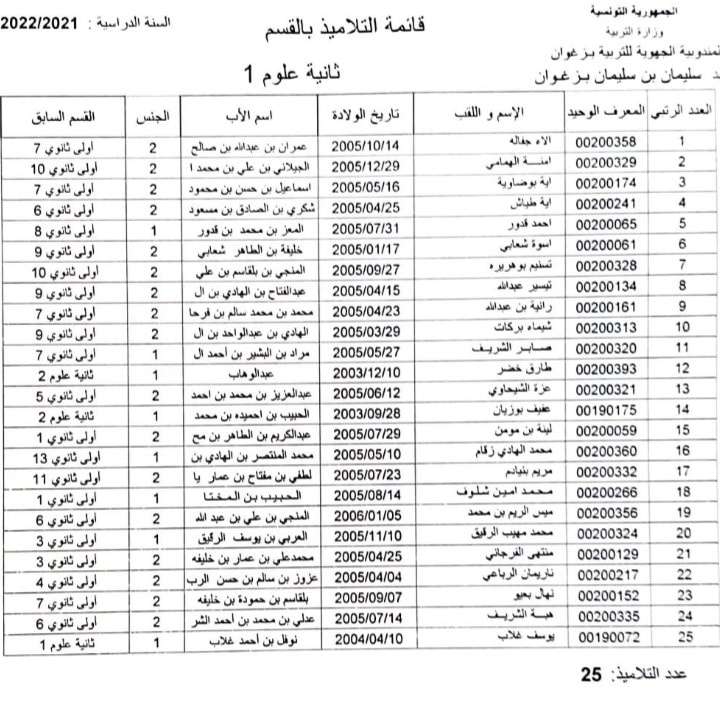 الجمهورية التونسية
وزارة التربية
المندوبية الجهوية للتربية بـزغوان
سليمان بن سليمان بـزغـوان
قائمة التلاميذ بالقسم
السنة الدراسية : 2022/2021
ثانية علوم 1
العدد الرتبي المعرف الوحيد الإسم و اللقب تاريخ الولادة اسم الأب الجنس القسم السابق
1 00200358 الاء جفاله 2005/10/14 عمران بن عبدالله بن صالح 2 أولى ثانوي 7
2 00200329 امنـــة الهمامي 2005/12/29 الجيلاني بن علي بن محمد ا 2 أولى ثانوي 10
3 00200174 اية بوضاوية 2005/05/16 اسماعيل بن حسن بن محمود 2 أولى ثانوي 7
4 00200241 اية طياش 2005/04/25 شكري بن الصادق بن مسعود 2 أولى ثانوي 6
5 00200065 احمد قدور 2005/07/31 المعز بن محمد بن قدور 1 أولى ثانوي 8
6 00200061 اسوة شعابي 2005/01/17 خليفة بن الطاهر شعابي 2 أولى ثانوي 9
7 00200328 تسنيم بوهريره 2005/09/27 المنجي بن بلقاسم بن علي 2 أولى ثانوي 10
8 00200134 تيسير عبدالله 2005/04/15 عبدالفتاح بن الهادي بن ال 2 أولى ثانوي 9
9 00200161 رانية بن عبدالله 2005/04/23 محمد بن محمد سالم بن فرحا 2 أولى ثانوي 7
10 00200313 شيماء بركات 2005/03/29 الهادي بن عبدالواحد بن ال 2 أولى ثانوي 9
11 00200320 صـــابـر الشريـف 2005/05/27 مراد بن البشير بن أحمد ال 1 أولى ثانوي 7
12 00200393 طارق خضر 2003/12/10 عبدالوهاب 1 ثانية علوم 2
13 00200321 عزة الشيحاوي 2005/06/12 عبدالعزيز بن محمد بن احمد 2 أولى ثانوي 5
14 00190175 عفيف بوزيان 2003/09/28 الحبيب بن احميده بن محمد 1 ثانية علوم 2
15 00200059 لينة بن مومن 2005/07/29 عبدالكريم بن الطاهر بن مح 2 أولى ثانوي 1
16 00200360 محمد الهادي زقام 2005/05/10 محمد المنتصر بن الهادي بن 1 أولى ثانوي 13
17 00200332 مريم بنيادم 2005/07/23 لطفي بن مفتاح بن عمار يا 2 أولى ثانوي 11
18 00200266 محمـد امـين شلـوف 2005/08/14 الحبيب بـن المختـا 1 أولى ثانوي 1
19 00200356 ميس الريم بن محمد 2006/01/05 المنجي بن علي بن عبد الله 2 أولى ثانوي 6
20 00200324 محمد مهيب الرقيق 2005/11/10 العربي بن يوسف الرقيق 1 أولى ثانوي 3
21 00200129 منتهى الفرجاني 2005/04/25 محمدعلي بن عمار بن خليفه 2 أولى ثانوي 3
22 00200217 ناريمان الرباعي 2005/04/04 عزوز بن سالم بن حسن الرب 2 أولى ثانوي 4
23 00200152 نهال بعيو 2005/09/07 بلقاسم بن حمودة بن خليفه 2 أولى ثانوي 7
24 00200335 هبـة الشريـف 2005/07/14 عدلي بن محمد بن أحمد الشر 2 أولى ثانوي 6
25 00190072 يوسف غلاب 2004/04/10 نوفل بن أحمد غلاب 1 ثانية علوم 1
عدد التلاميذ: 25